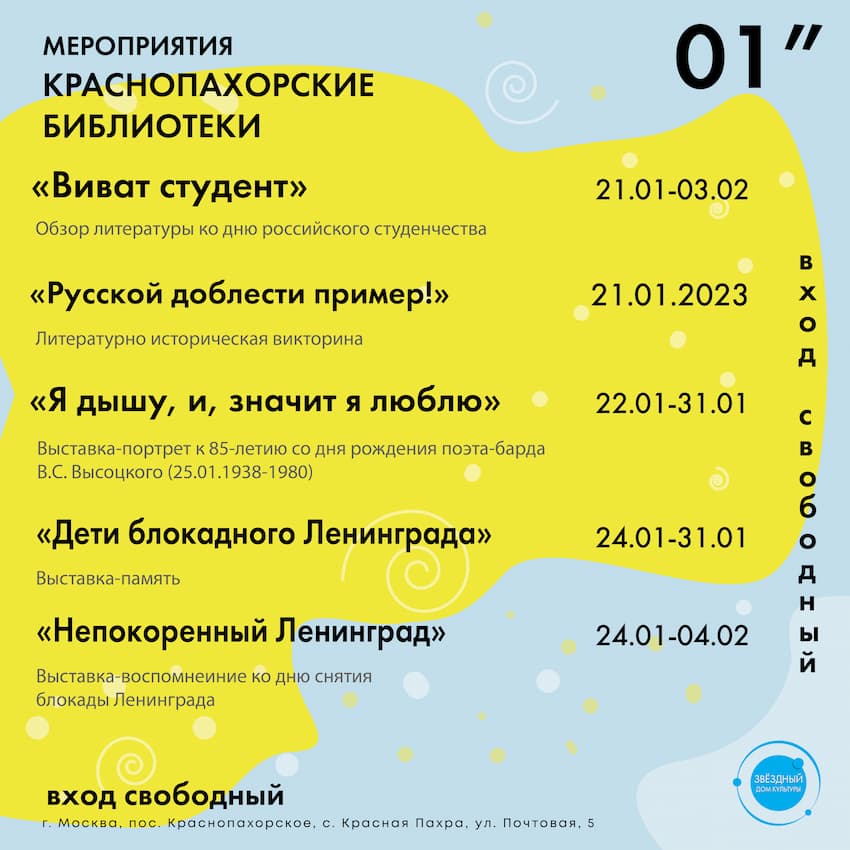 МЕРОПРИЯТИЯ
КРАСНОПАХОРСКИЕ
БИБЛИОТЕКИ
01”
«Виват студент»
21.01-03.02
Обзор литературы ко дню российского студенчества
«Русской доблести пример!»
21.01.2023
Литературно историческая викторина
«Я дышу, и, значит я люблю»
22.01-31.01
Выставка-портрет к 85-летию со дня рождения поэта-барда
В.С. Высоцкого (25.01.1938-1980)
«Дети блокадного Ленинграда»
24.01-31.01
Выставка-память
«Непокоренный Ленинград»
24.01-04.02
Выставка-воспомнеиние ко дню снятия
блокады Ленинграда
вход свободный
ЗВЁЗДНЫЙ
ДОМ КУЛЬТУРЫ
вход свободный
г. Москва, пос. Краснопахорское, с. Красная Пахра, ул. Почтовая, 5